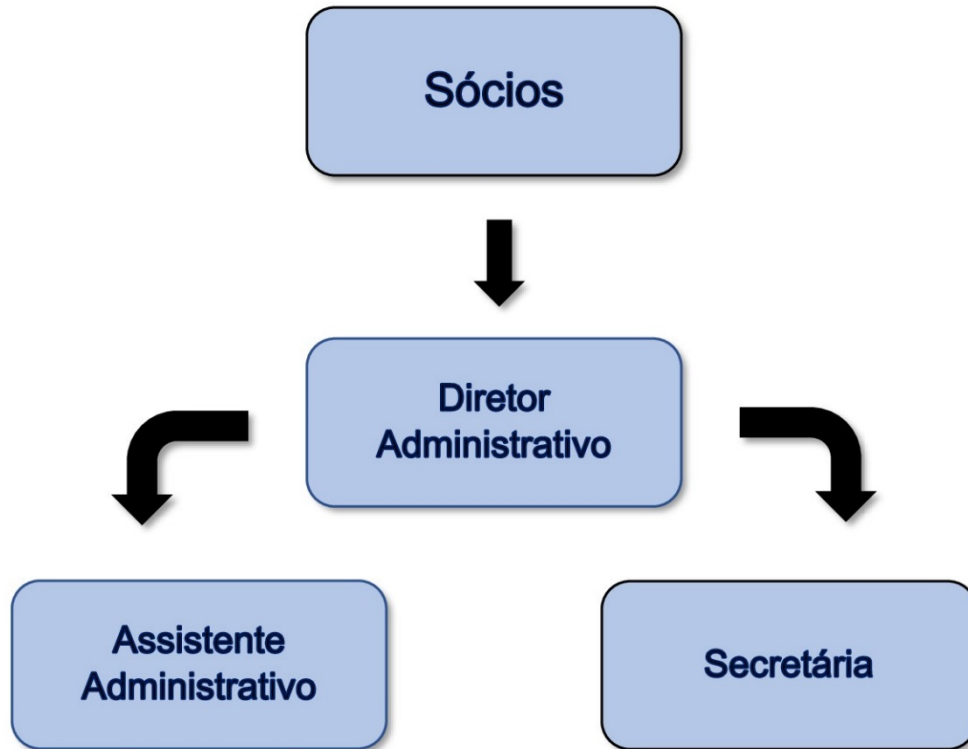 Sócios
Diretor
Administrativo
Assistente
Administrativo
Secretária